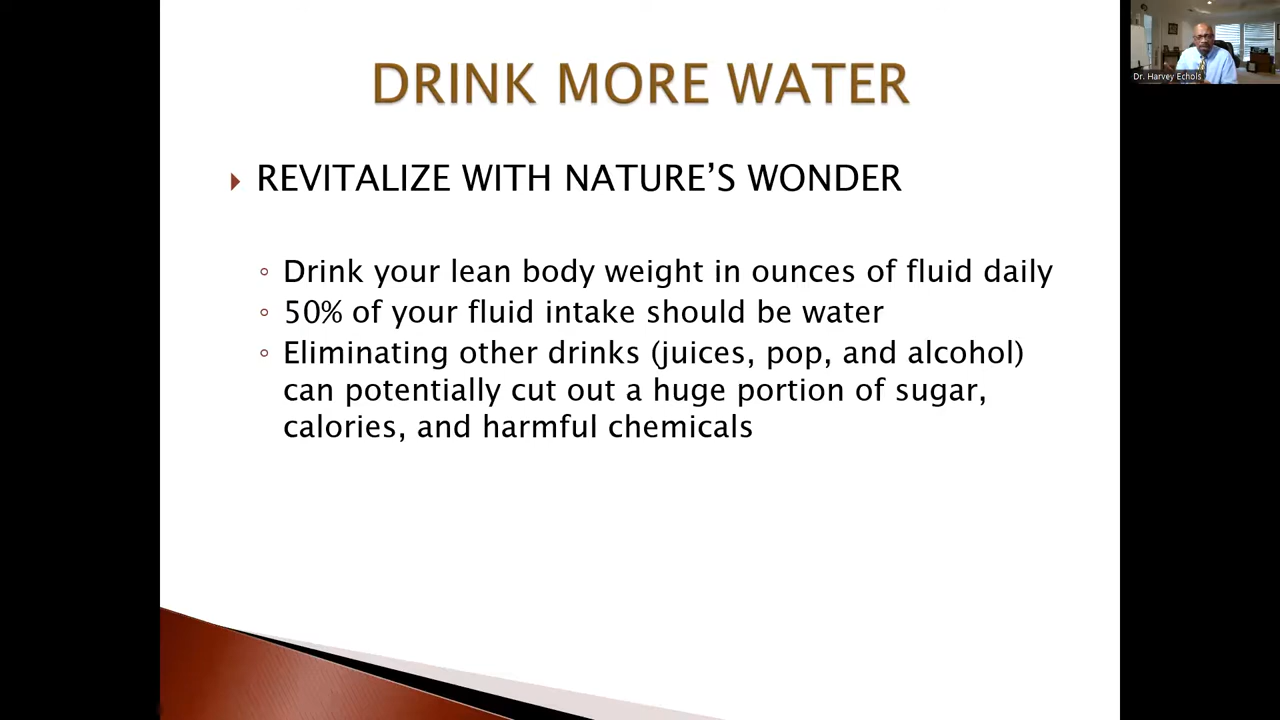 DRINK MORE WATER
Dr. Harvey Echols
REVITALIZE WITH NATURE’S WONDER
Drink your lean body weight in ounces of fluid daily
50% of your fluid intake should be water
Eliminating other drinks (juices, pop, and alcohol)
can potentially cut out a huge portion of sugar,
calories, and harmful chemicals